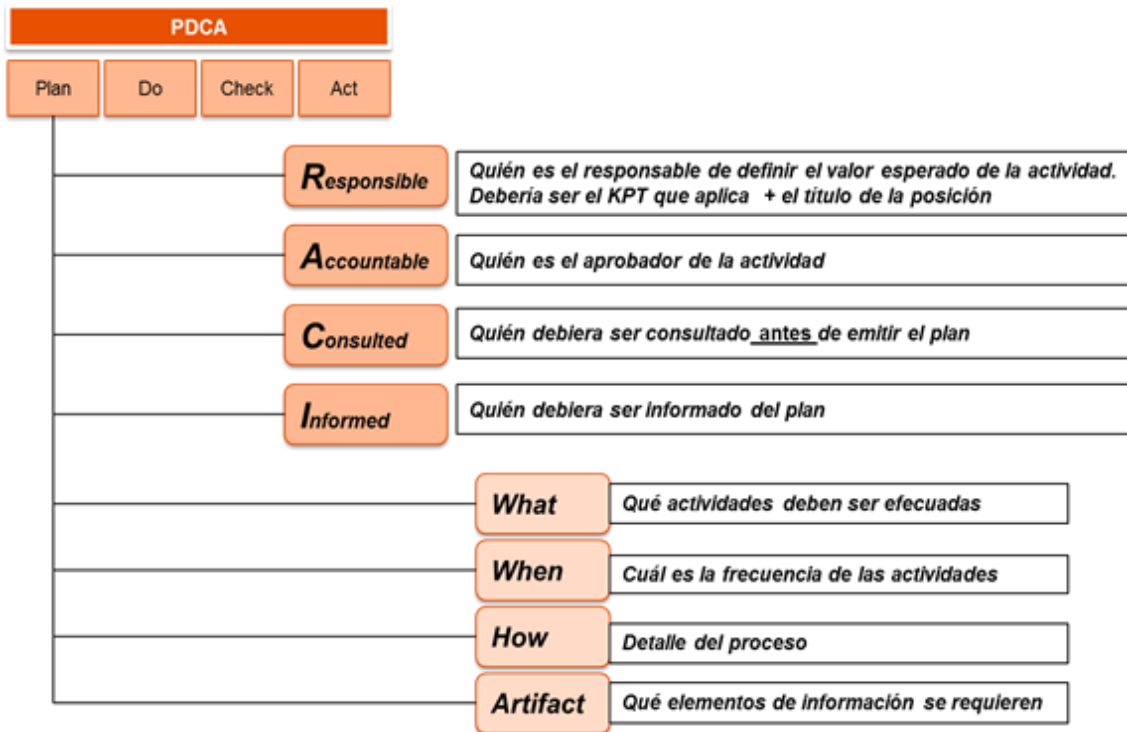 PDCA
Plan
Do
Check
Act
Responsible
Quién es el responsable de definir el valor esperado de la actividad.
Debería ser el KPT que aplica + el título de la posición
Accountable
Quién es el aprobador de la actividad
Consulted
Quién debiera ser consultado antes de emitir el plan
Informed
Quién debiera ser informado del plan
What
Qué actividades deben ser efecuadas
When
Cuál es la frecuencia de las actividades
How
Detalle del proceso
Artifact
Qué elementos de información se requieren